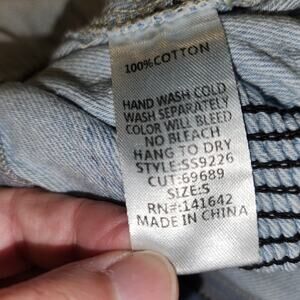 100%COTTON
HAND WASH COLD
WASH SEPARATELY
COLOR WILL BLEED
NO BLEACH
HANG TO DRY
STYLE:SS9226
CUT:69689
SIZE:S
RN#:141642
MADE IN CHINA